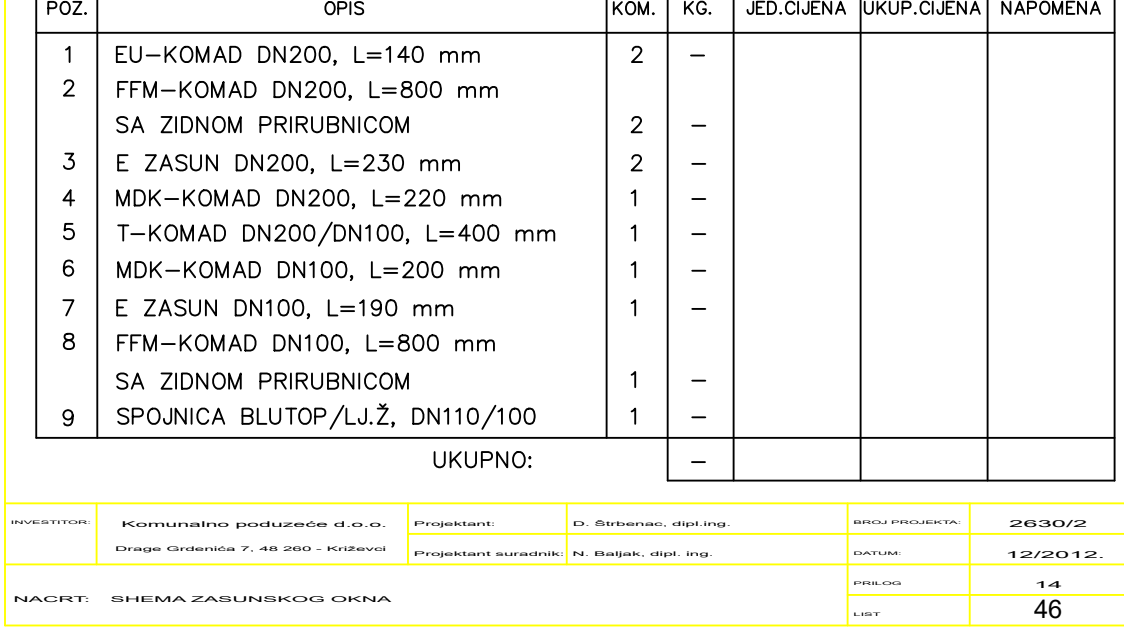 POZ. OPIS KOM. KG. JED.CIJENA UKUP.CIJENA NAPOMENA
1 EU-KOMAD DN200, L=140 mm 2 -
2 FFM-KOMAD DN200, L=800 mm
SA ZIDNOM PRIRUBNICOM 2 -
3 E ZASUN DN200, L=230 mm 2 -
4 MDK-KOMAD DN200, L=220 mm 1 -
5 T-KOMAD DN200/DN100, L=400 mm 1 -
6 MDK-KOMAD DN100, L=200 mm 1 -
7 E ZASUN DN100, L=190 mm 1 -
8 FFM-KOMAD DN100, L=800 mm
SA ZIDNOM PRIRUBNICOM 1 -
9 SPOJNICA BLUTOP/LJ.Ž, DN110/100 1 -
UKUPNO: -
INVESTITOR: Komunalno poduzeće d.o.o. Projektant: D. Štrbenac, dipl.ing. BROJ PROJEKTA: 2630/2
Drage Grdenića 7, 48 260 - Križevci Projektant suradnik: N. Baljak, dipl. ing. DATUM: 12/2012.
PRILOG 14
NACRT: SHEMA ZASUNSKOG OKNA
LIST 46